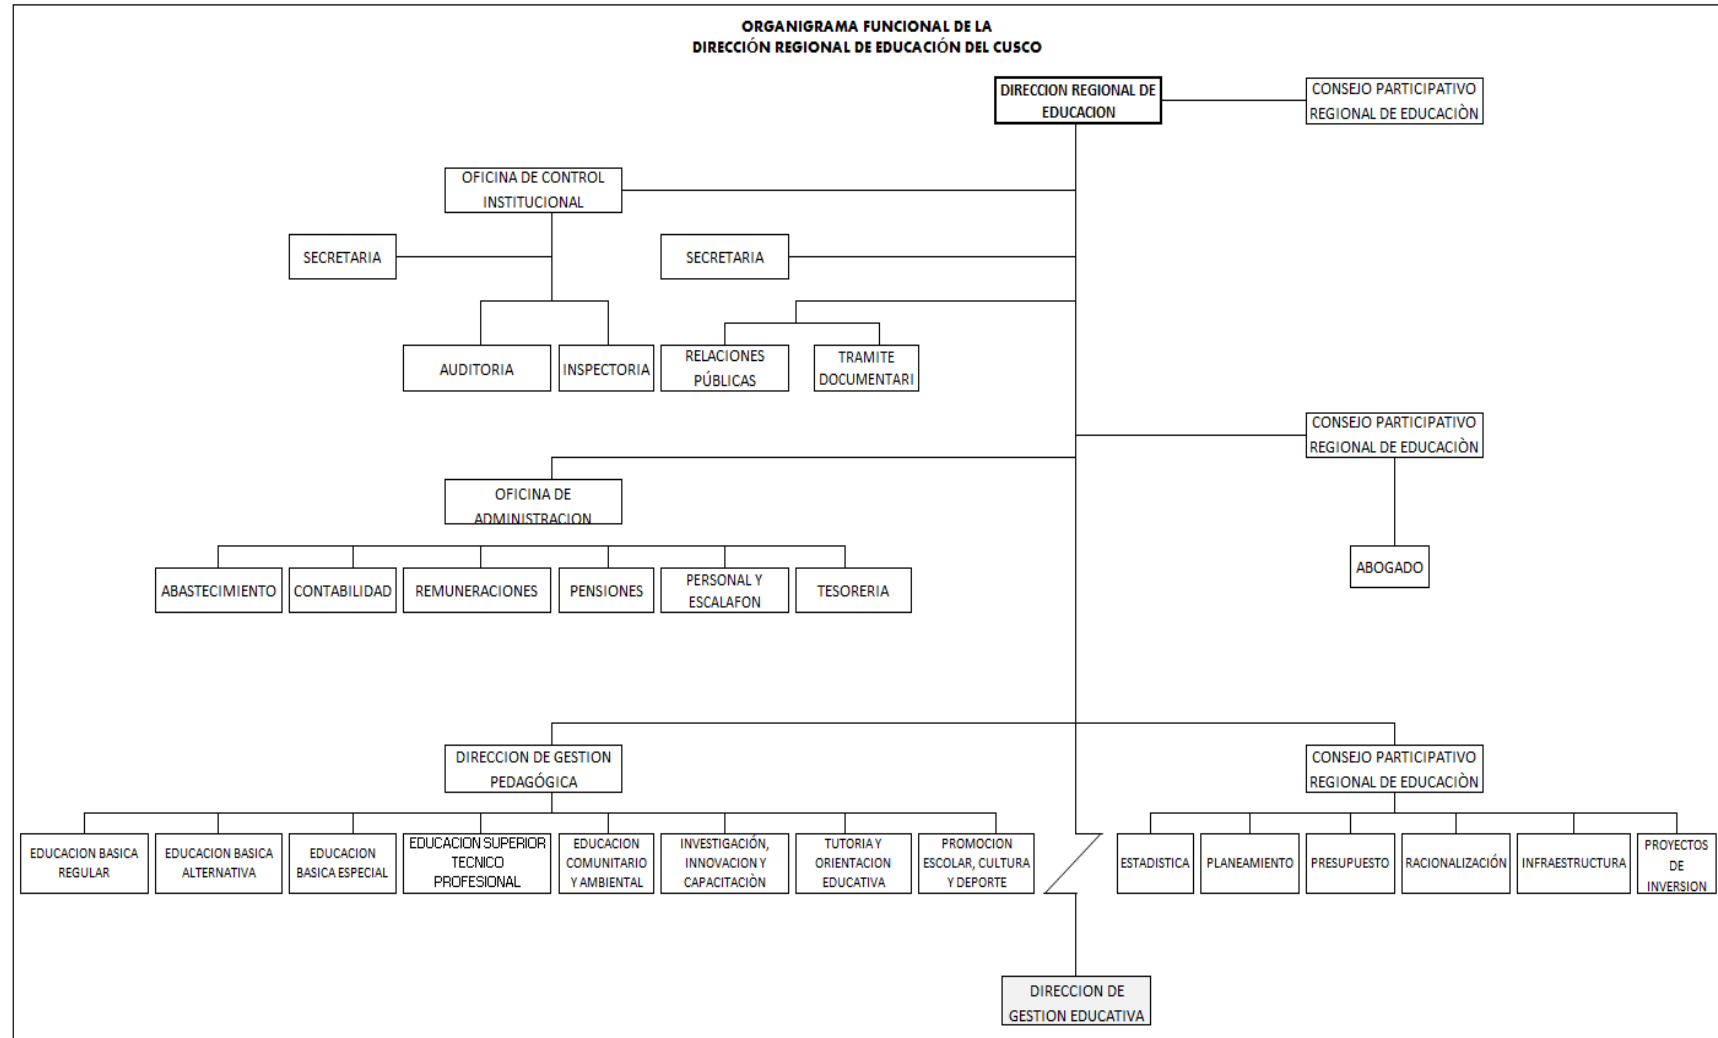 ORGANIGRAMA FUNCIONAL DE LA
DIRECCIÓN REGIONAL DE EDUCACIÓN DEL CUSCO
DIRECCION REGIONAL DE
EDUCACION
CONSEJO PARTICIPATIVO
REGIONAL DE EDUCACIÒN
OFICINA DE CONTROL
INSTITUCIONAL
SECRETARIA
SECRETARIA
AUDITORIA
INSPECTORIA
RELACIONES
PÚBLICAS
TRAMITE
DOCUMENTARI
CONSEJO PARTICIPATIVO
REGIONAL DE EDUCACIÒN
OFICINA DE
ADMINISTRACION
ABOGADO
ABASTECIMIENTO
CONTABILIDAD
REMUNERACIONES
PENSIONES
PERSONAL Y
ESCALAFON
TESORERIA
DIRECCION DE GESTION
PEDAGÓGICA
CONSEJO PARTICIPATIVO
REGIONAL DE EDUCACIÒN
EDUCACION BASICA
REGULAR
EDUCACION BASICA
ALTERNATIVA
EDUCACION
BASICA ESPECIAL
EDUCACION SUPERIOR
TECNICO
PROFESIONAL
EDUCACION
COMUNITARIO
Y AMBIENTAL
INVESTIGACIÓN,
INNOVACION Y
CAPACITACIÒN
TUTORIA Y
ORIENTACION
EDUCATIVA
PROMOCION
ESCOLAR, CULTURA
Y DEPORTE
ESTADISTICA
PLANEAMIENTO
PRESUPUESTO
RACIONALIZACIÓN
INFRAESTRUCTURA
PROYECTOS
DE
INVERSION
DIRECCION DE
GESTION EDUCATIVA